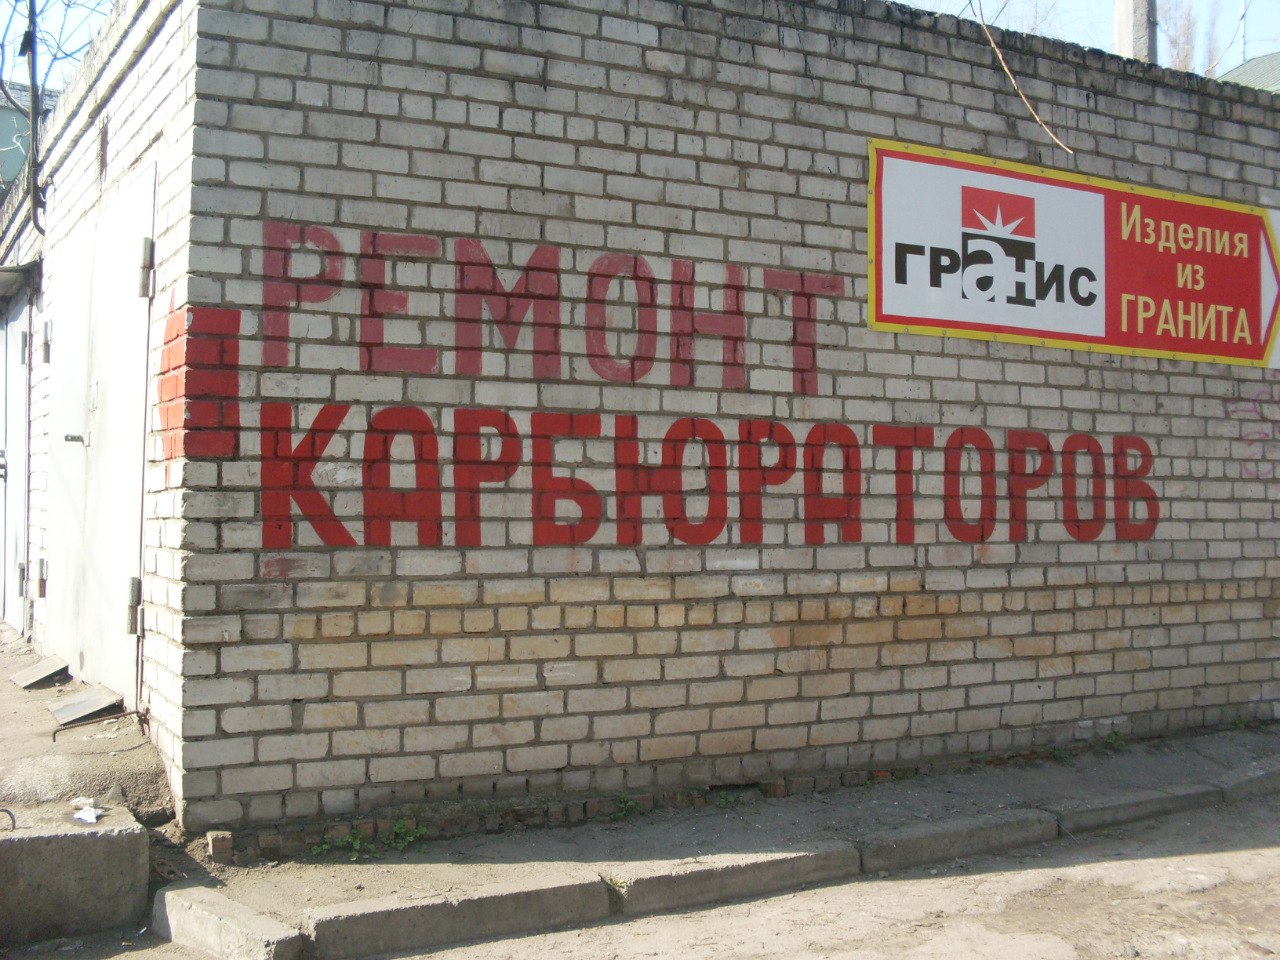 РЕМОНТ
КАРБЮРАТОРОВ
ГРАНИС
Изделия
из
ГРАНИТА